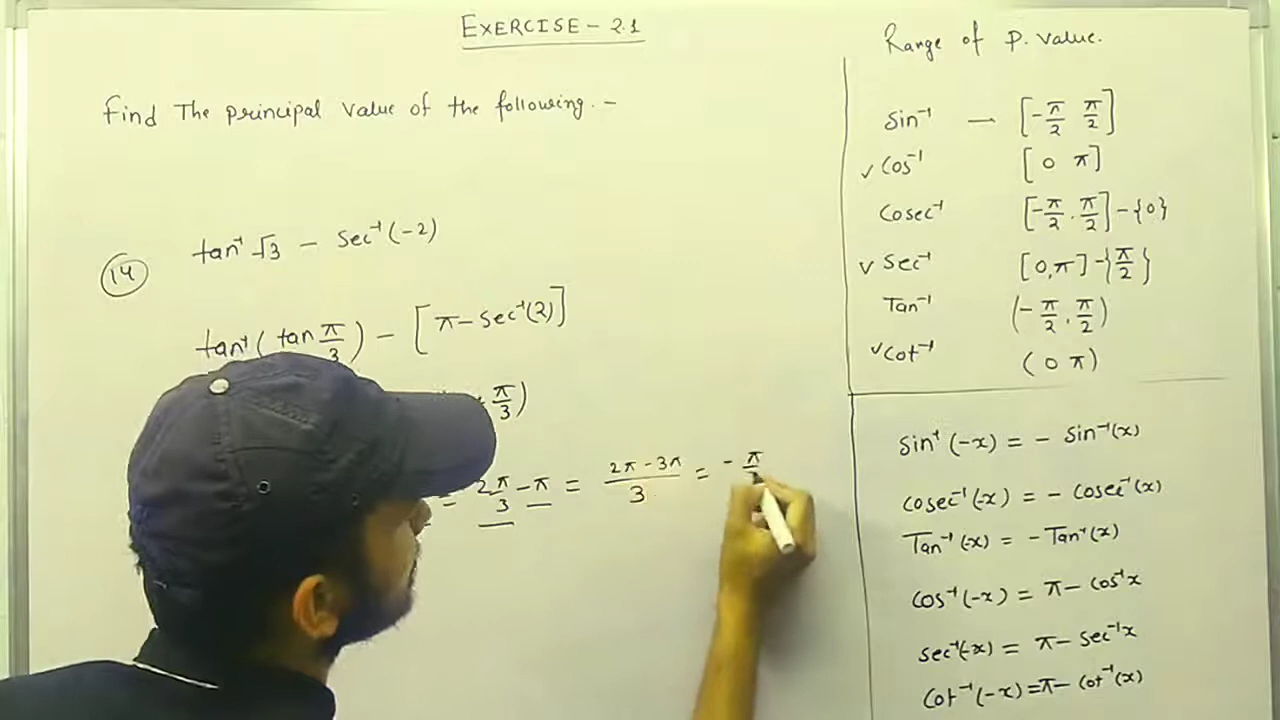 EXERCISE - 2.1
Find The principal value of the following. -
(14) tan⁻¹ √3 - sec⁻¹(-2)
tan⁻¹(tan π/3) - [π - sec⁻¹(2)]
π/3)
= 2π/3 - π = (2π - 3π)/3 = -π
Range of P. value.
sin⁻¹ — [-π/2 π/2]
✓ Cos⁻¹ [0 π]
Cosec⁻¹ [-π/2 . π/2] - {0}
✓ Sec⁻¹ [0, π] - {π/2}
Tan⁻¹ (-π/2, π/2)
✓ Cot⁻¹ (0 π)
Sin⁻¹(-x) = - Sin⁻¹(x)
cosec⁻¹(-x) = - cosec⁻¹(x)
Tan⁻¹(-x) = - Tan⁻¹(x)
Cos⁻¹(-x) = π - cos⁻¹x
sec⁻¹(-x) = π - sec⁻¹x
Cot⁻¹(-x) = π - cot⁻¹(x)